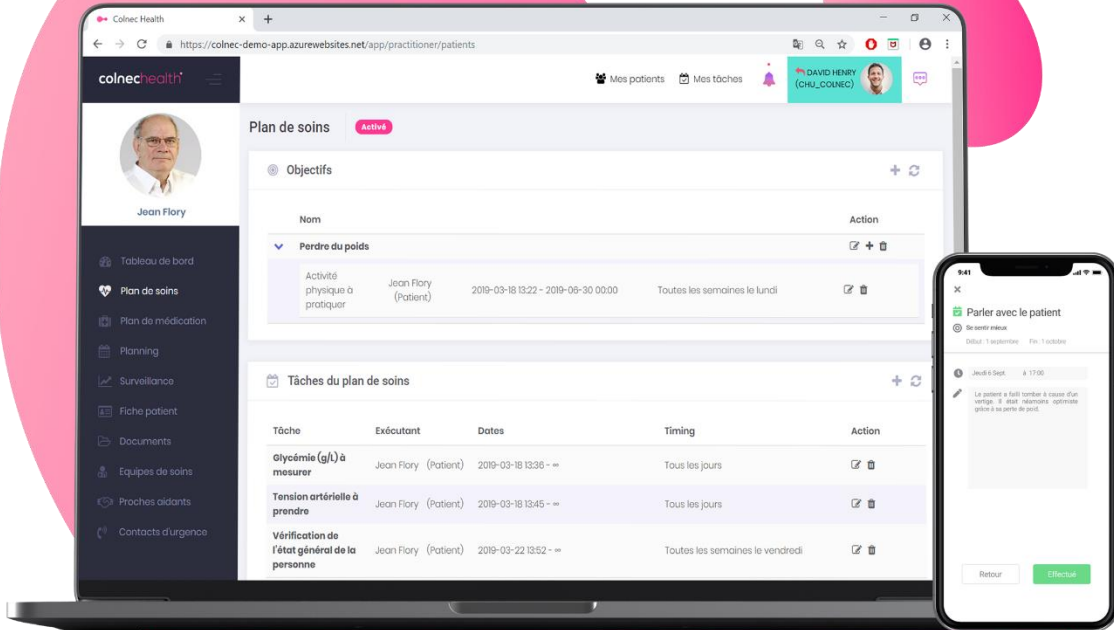 Colnec Health
https://colnec-demo-app.azurewebsites.net/app/practitioner/patients
colnechealth
Mes patients
Mes tâches
DAVID HENRY
(CHU_COLNEC)
Jean Flory
Tableau de bord
Plan de soins
Plan de médication
Planning
Surveillance
Fiche patient
Documents
Equipes de soins
Proches aidants
Contacts d'urgence
Plan de soins
Activé
Objectifs
Nom Action
Perdre du poids
Activité
physique à
pratiquer
Jean Flory
(Patient)
2019-03-18 13:22 - 2019-06-30 00:00
Toutes les semaines le lundi
Tâches du plan de soins
Tâche Exécutant Dates Timing Action
Glycémie (g/L) à
mesurer
Jean Flory (Patient) 2019-03-18 13:36 - ∞ Tous les jours
Tension artérielle à
prendre
Jean Flory (Patient) 2019-03-18 13:45 - ∞ Tous les jours
Vérification de
l'état général de la
personne
Jean Flory (Patient) 2019-03-22 13:52 - ∞ Toutes les semaines le vendredi
9:41
Parler avec le patient
Se sentir mieux
Début : 1 septembre Fin : 1 octobre
Jeudi 6 Sept à 17:00
Le patient a failli tomber à cause d'un
vertige. Il était néanmoins optimiste
grâce à sa perte de poid.
Retour
Effectué